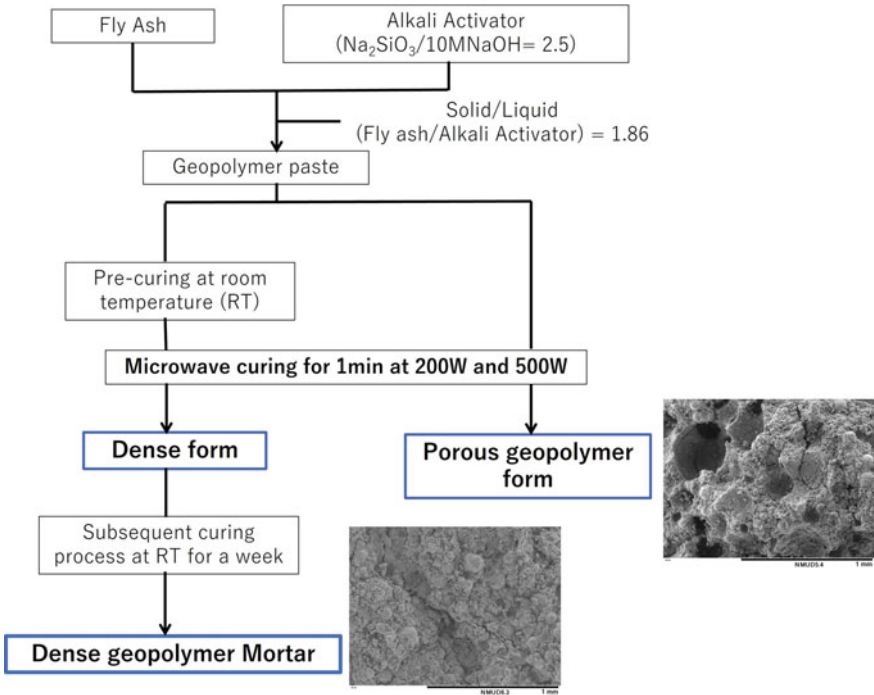 Fly Ash
Alkali Activator
(Na₂SiO₃/10MNaOH= 2.5)
Solid/Liquid
(Fly ash/Alkali Activator) = 1.86
Geopolymer paste
Pre-curing at room
temperature (RT)
Microwave curing for 1min at 200W and 500W
Dense form
Porous geopolymer
form
Subsequent curing
process at RT for a week
NMUD5.4 1 mm
Dense geopolymer Mortar
1 mm